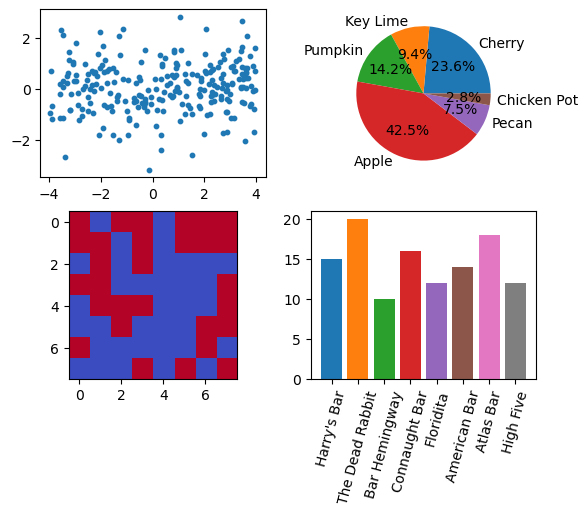 2
0
−2
−4
−2
0
2
4
Key Lime
Cherry
Pumpkin
9.4%
23.6%
14.2%
2.8%
Chicken Pot
7.5%
Pecan
42.5%
Apple
0
2
4
6
0
2
4
6
20
15
10
5
0
Harry's Bar
The Dead Rabbit
Bar Hemingway
Connaught Bar
Floridita
American Bar
Atlas Bar
High Five